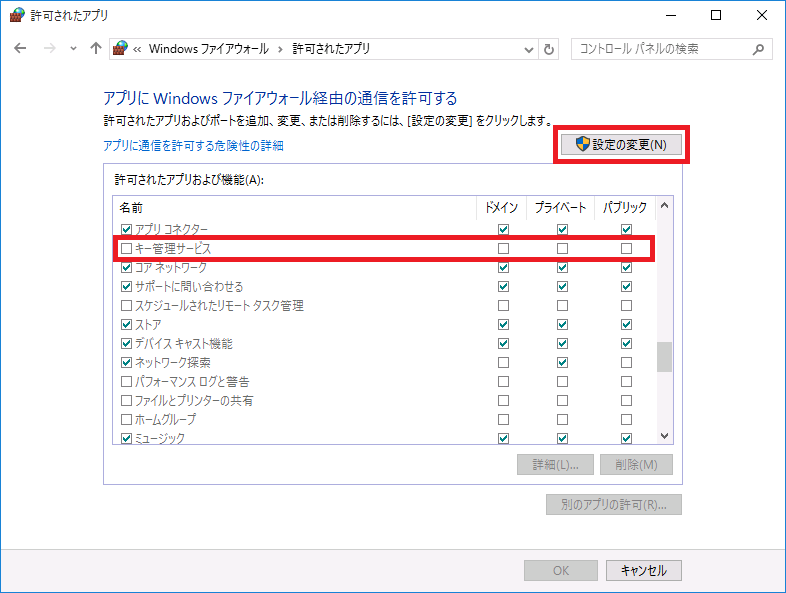 許可されたアプリ
« Windows ファイアウォール › 許可されたアプリ
コントロール パネルの検索
アプリに Windows ファイアウォール経由の通信を許可する
許可されたアプリおよびポートを追加、変更、または削除するには、[設定の変更] をクリックします。
アプリに通信を許可する危険性の詳細
設定の変更(N)
許可されたアプリおよび機能(A):
名前 ドメイン プライベート パブリック
アプリ コネクター
キー管理サービス
コア ネットワーク
サポートに問い合わせる
スケジュールされたリモート タスク管理
ストア
デバイス キャスト機能
ネットワーク探索
パフォーマンス ログと警告
ファイルとプリンターの共有
ホームグループ
ミュージック
詳細(L)... 削除(M)
別のアプリの許可(R)...
OK キャンセル